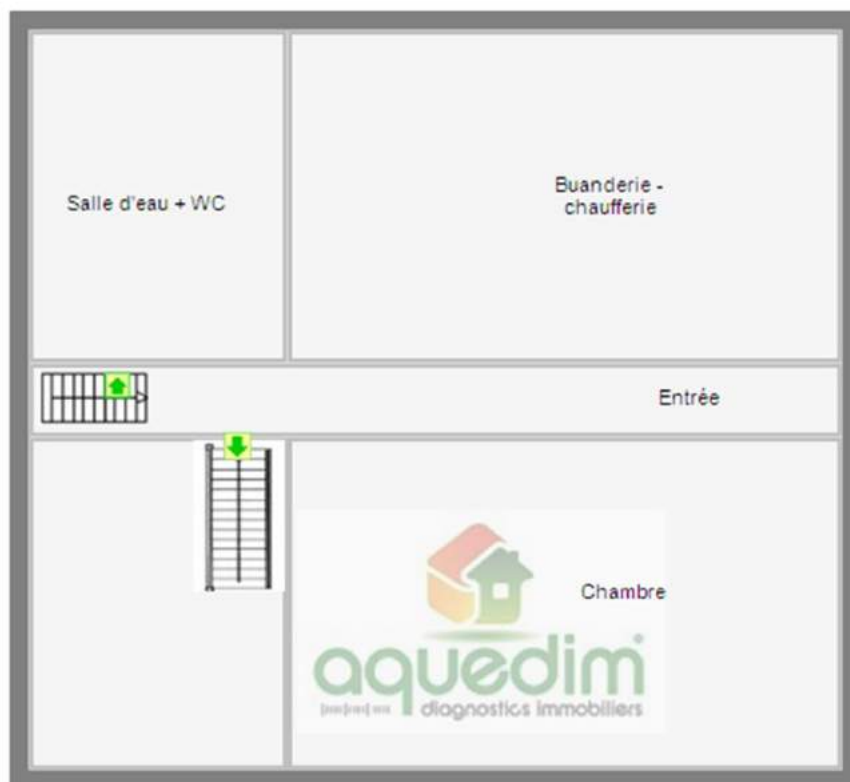 Salle d'eau + WC
Buanderie -
chaufferie
Entrée
Chambre
aquedim
diagnostics immobiliers